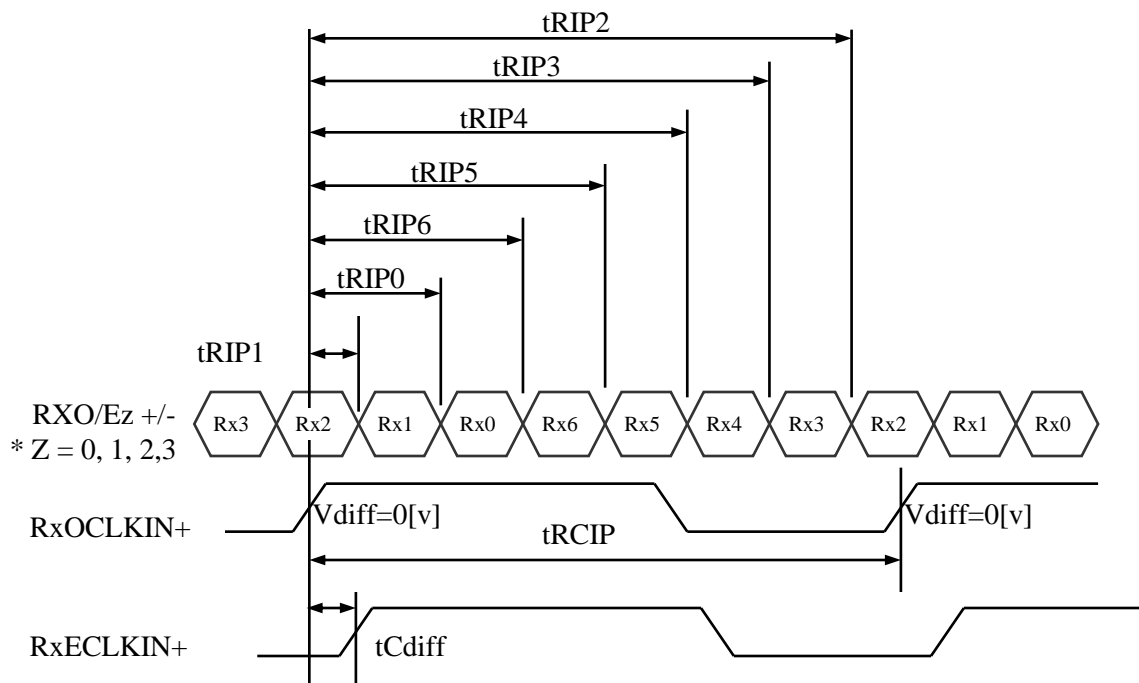 tRIP2
tRIP3
tRIP4
tRIP5
tRIP6
tRIP0
tRIP1
RXO/Ez +/-
* Z = 0, 1, 2,3
Rx3 Rx2 Rx1 Rx0 Rx6 Rx5 Rx4 Rx3 Rx2 Rx1 Rx0
RxOCLKIN+
Vdiff=0[v] Vdiff=0[v]
tRCIP
RxECLKIN+
tCdiff